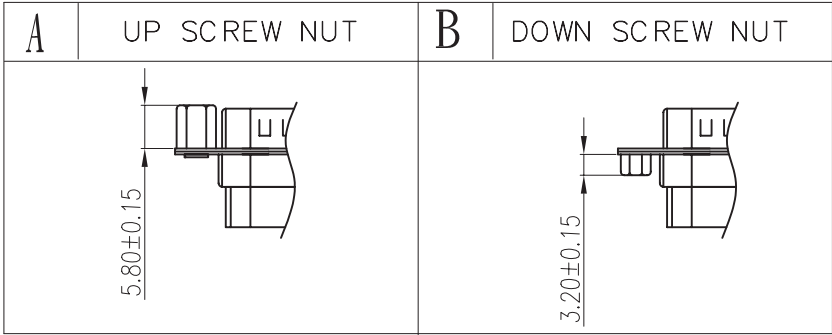 A UP SCREW NUT
B DOWN SCREW NUT
5.80±0.15
3.20±0.15